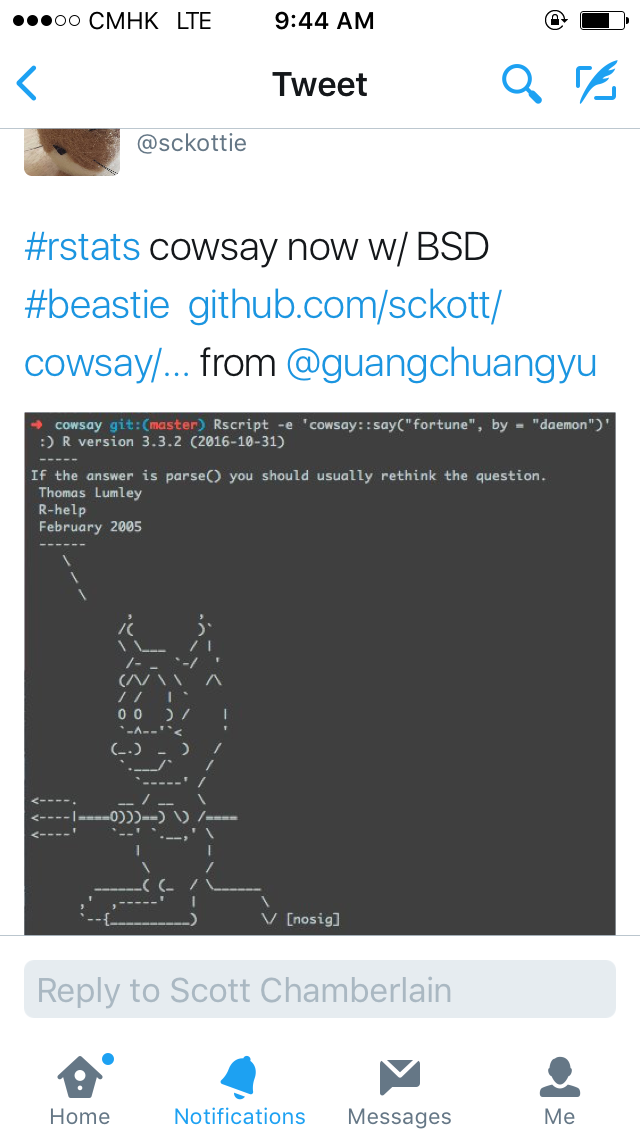 CMHK LTE 9:44 AM
Tweet
@sckottie
#rstats cowsay now w/ BSD
#beastie github.com/sckott/
cowsay/... from @guangchuangyu
➜ cowsay git:(master) Rscript -e 'cowsay::say("fortune", by = "daemon")'
:) R version 3.3.2 (2016-10-31)
-----
If the answer is parse() you should usually rethink the question.
Thomas Lumley
R-help
February 2005
------
[nosig]
Reply to Scott Chamberlain
Home Notifications Messages Me